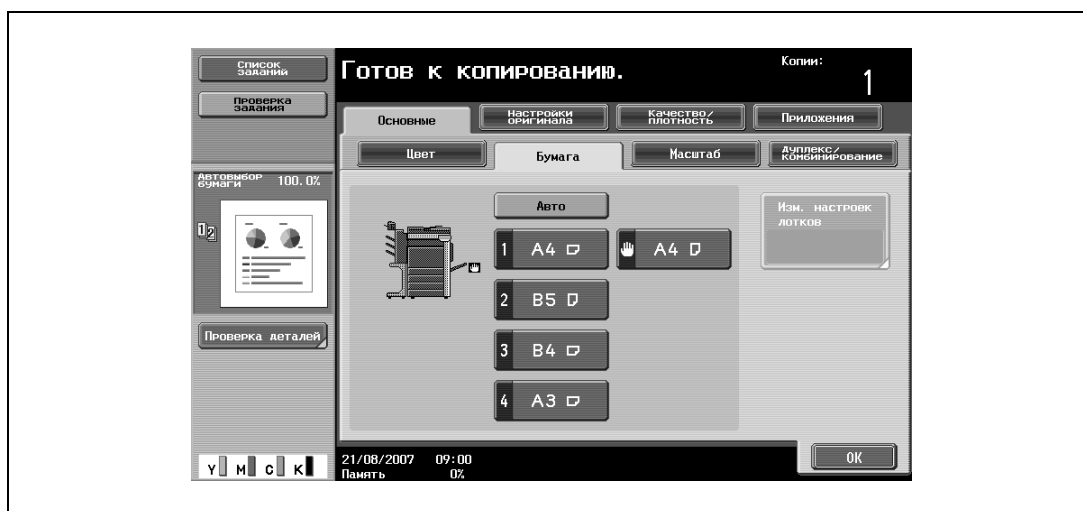 Список
заданий
Проверка
задания
Готов к копированию.
Копии:
1
Основные
Настройки
оригинала
Качество/
плотность
Приложения
Цвет
Бумага
Масштаб
Дуплекс/
комбинирование
Автовыбор
бумаги 100.0%
1 2
Проверка деталей
Авто
1 A4
A4
2 B5
3 B4
4 A3
Изм. настроек
лотков
Y M C K
21/08/2007 09:00
Память 0%
OK